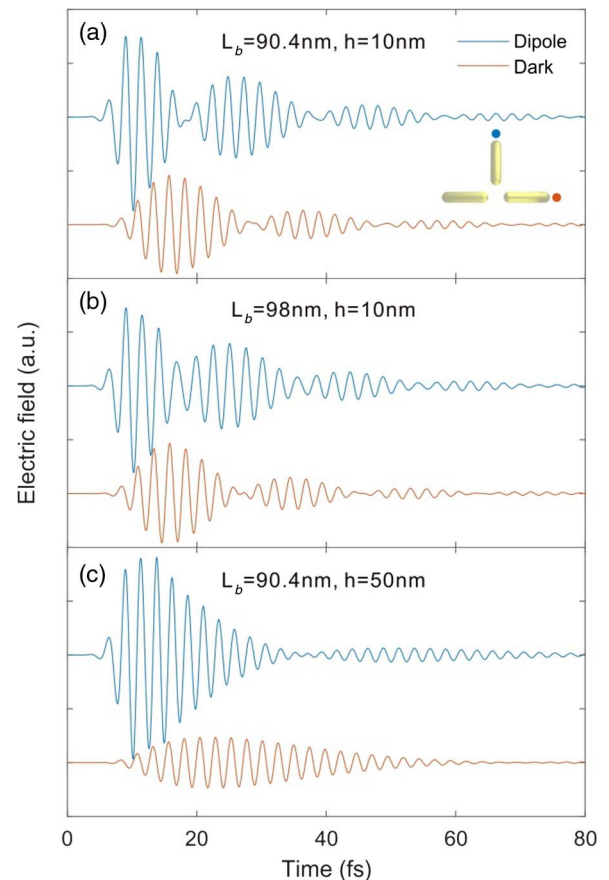 (a)
L_b=90.4nm, h=10nm
Dipole
Dark
(b)
L_b=98nm, h=10nm
(c)
L_b=90.4nm, h=50nm
Electric field (a.u.)
0 20 40 60 80
Time (fs)